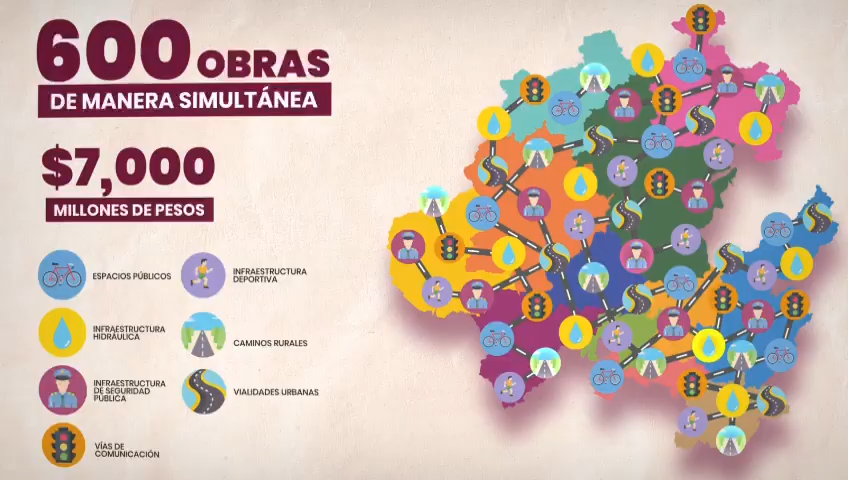 600 OBRAS
DE MANERA SIMULTÁNEA
$7,000
MILLONES DE PESOS
ESPACIOS PÚBLICOS
INFRAESTRUCTURA
DEPORTIVA
INFRAESTRUCTURA
HIDRÁULICA
CAMINOS RURALES
INFRAESTRUCTURA
DE SEGURIDAD
PÚBLICA
VIALIDADES URBANAS
VÍAS DE
COMUNICACIÓN